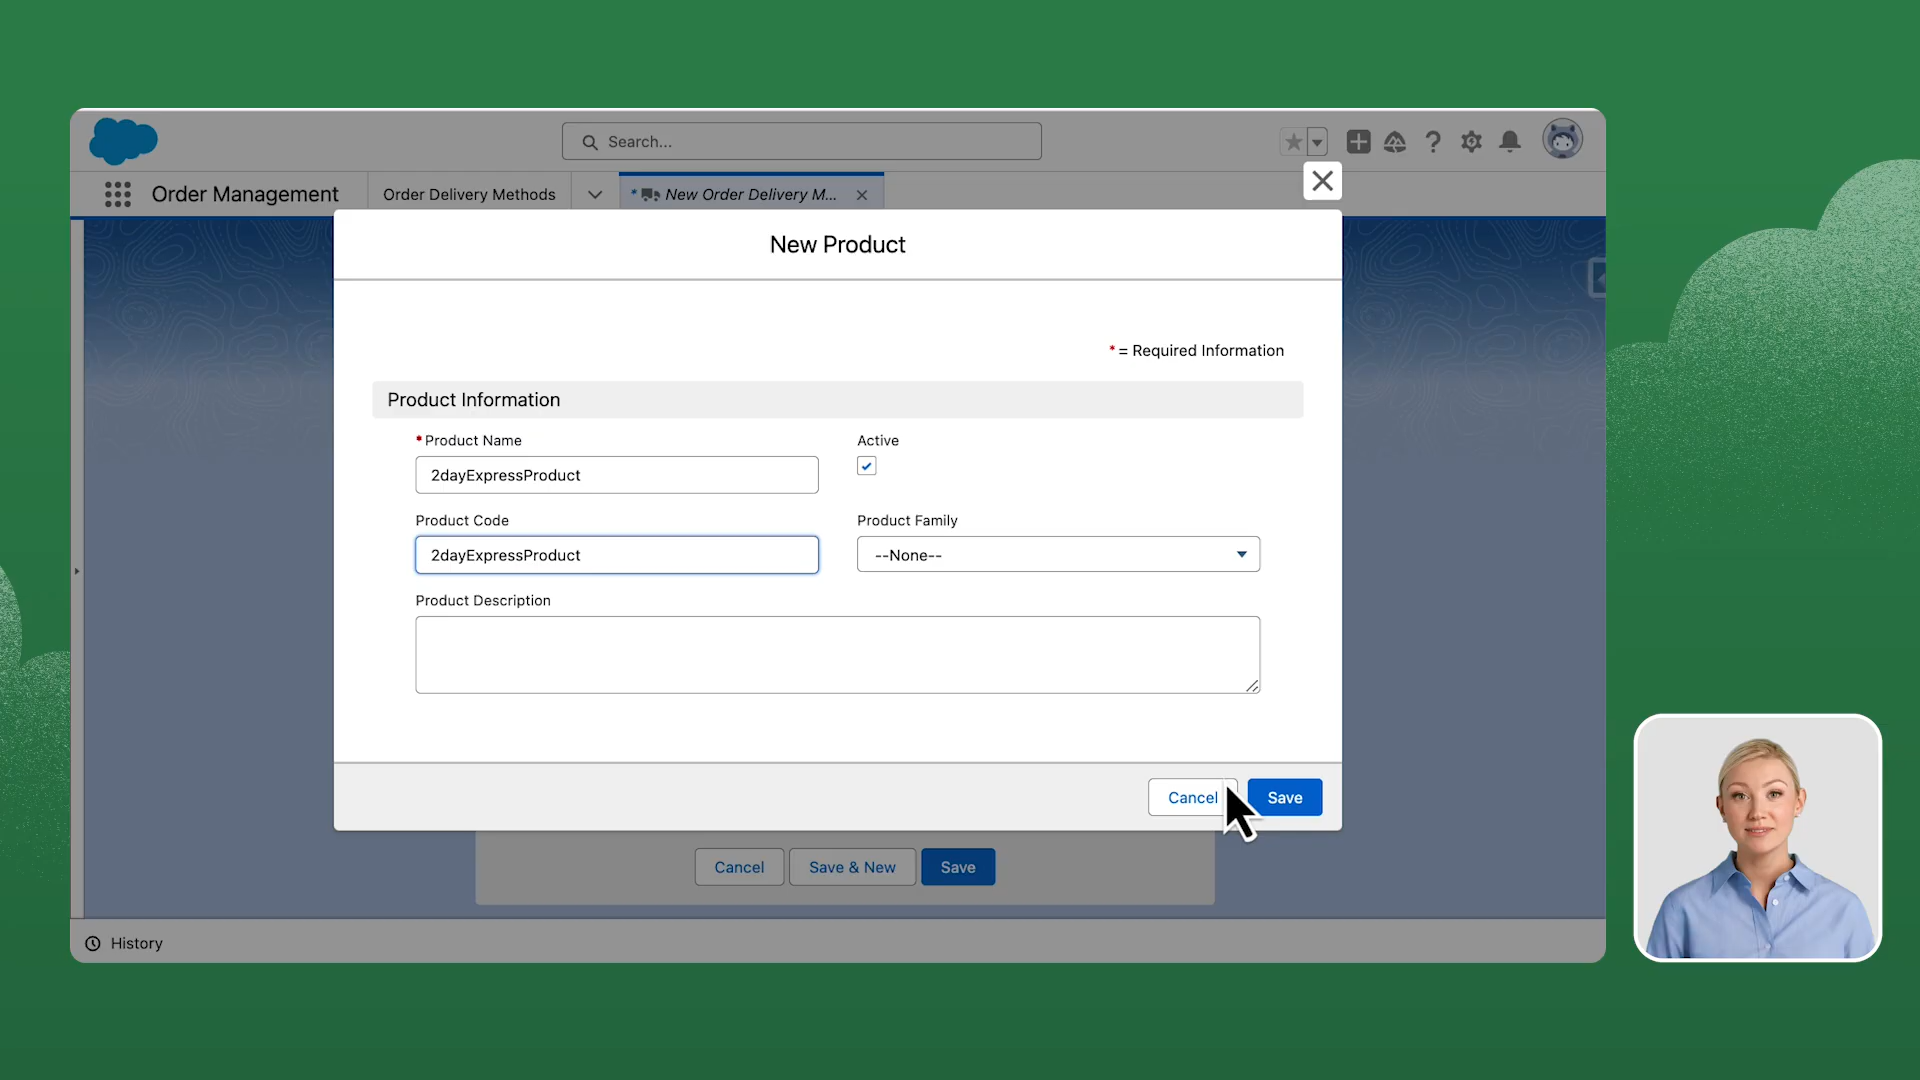 Search...
Order Management
Order Delivery Methods
* New Order Delivery M...
New Product
* = Required Information
Product Information
* Product Name
Active
2dayExpressProduct
Product Code
Product Family
2dayExpressProduct
--None--
Product Description
Cancel
Save
Cancel
Save & New
Save
History